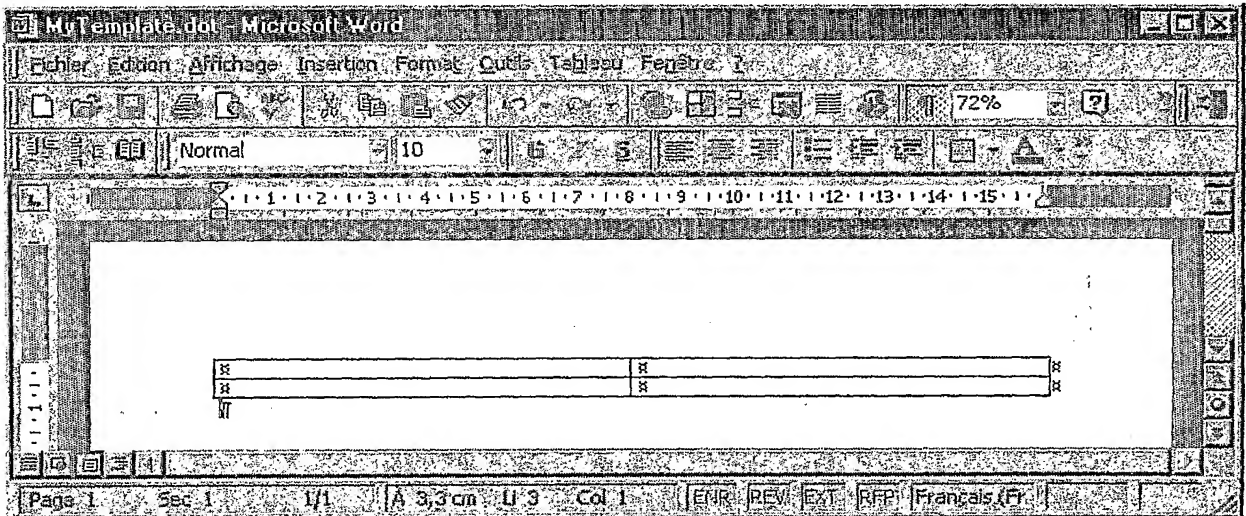 MyTemplate.dot - Microsoft Word
Fichier Edition Affichage Insertion Format Outils Tableau Fenêtre ?
¶ 72%
Normal 10 G I S
L 1 2 3 4 5 6 7 8 9 10 11 12 13 14 15
¤ ¤ ¤
¤ ¤ ¤
¶
1
Page 1 Sec 1 1/1 À 3,3 cm Li 3 Col 1 ENR REV EXT RFP Français (Fr